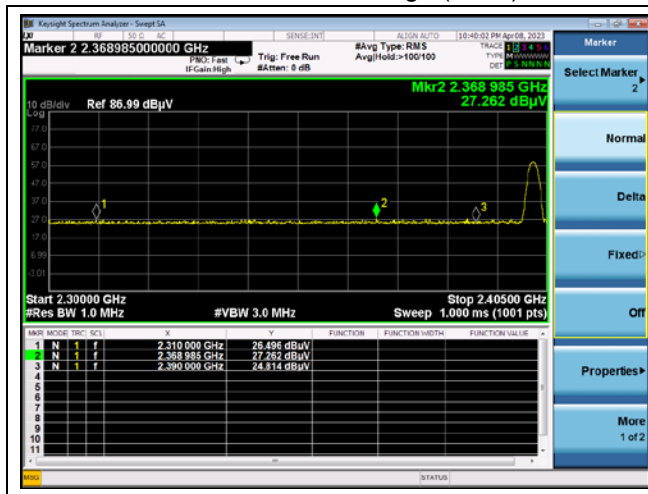 Keysight Spectrum Analyzer - Swept SA
RF 50 Ω AC SENSE:INT ALIGN AUTO 10:40:02 PM Apr 08, 2023
Marker 2 2.368985000000 GHz
PNO: Fast
IFGain:High
Trig: Free Run
#Atten: 0 dB
#Avg Type: RMS
Avg|Hold:>100/100
TRACE 1 2 3 4 5 6
TYPE M
DET P S N N N N
Mkr2 2.368 985 GHz
27.262 dBµV
10 dB/div Ref 86.99 dBµV
Log
77.0
67.0
57.0
47.0
37.0
27.0
17.0
6.99
-3.01
1
2
3
Start 2.30000 GHz Stop 2.40500 GHz
#Res BW 1.0 MHz #VBW 3.0 MHz Sweep 1.000 ms (1001 pts)
MKR MODE TRC SCL X Y FUNCTION FUNCTION WIDTH FUNCTION VALUE
1 N 1 f 2.310 000 GHz 26.496 dBµV
2 N 1 f 2.368 985 GHz 27.262 dBµV
3 N 1 f 2.390 000 GHz 24.814 dBµV
4
5
6
7
8
9
10
11
MSG STATUS
Marker
Select Marker
2
Normal
Delta
Fixed
Off
Properties
More
1 of 2